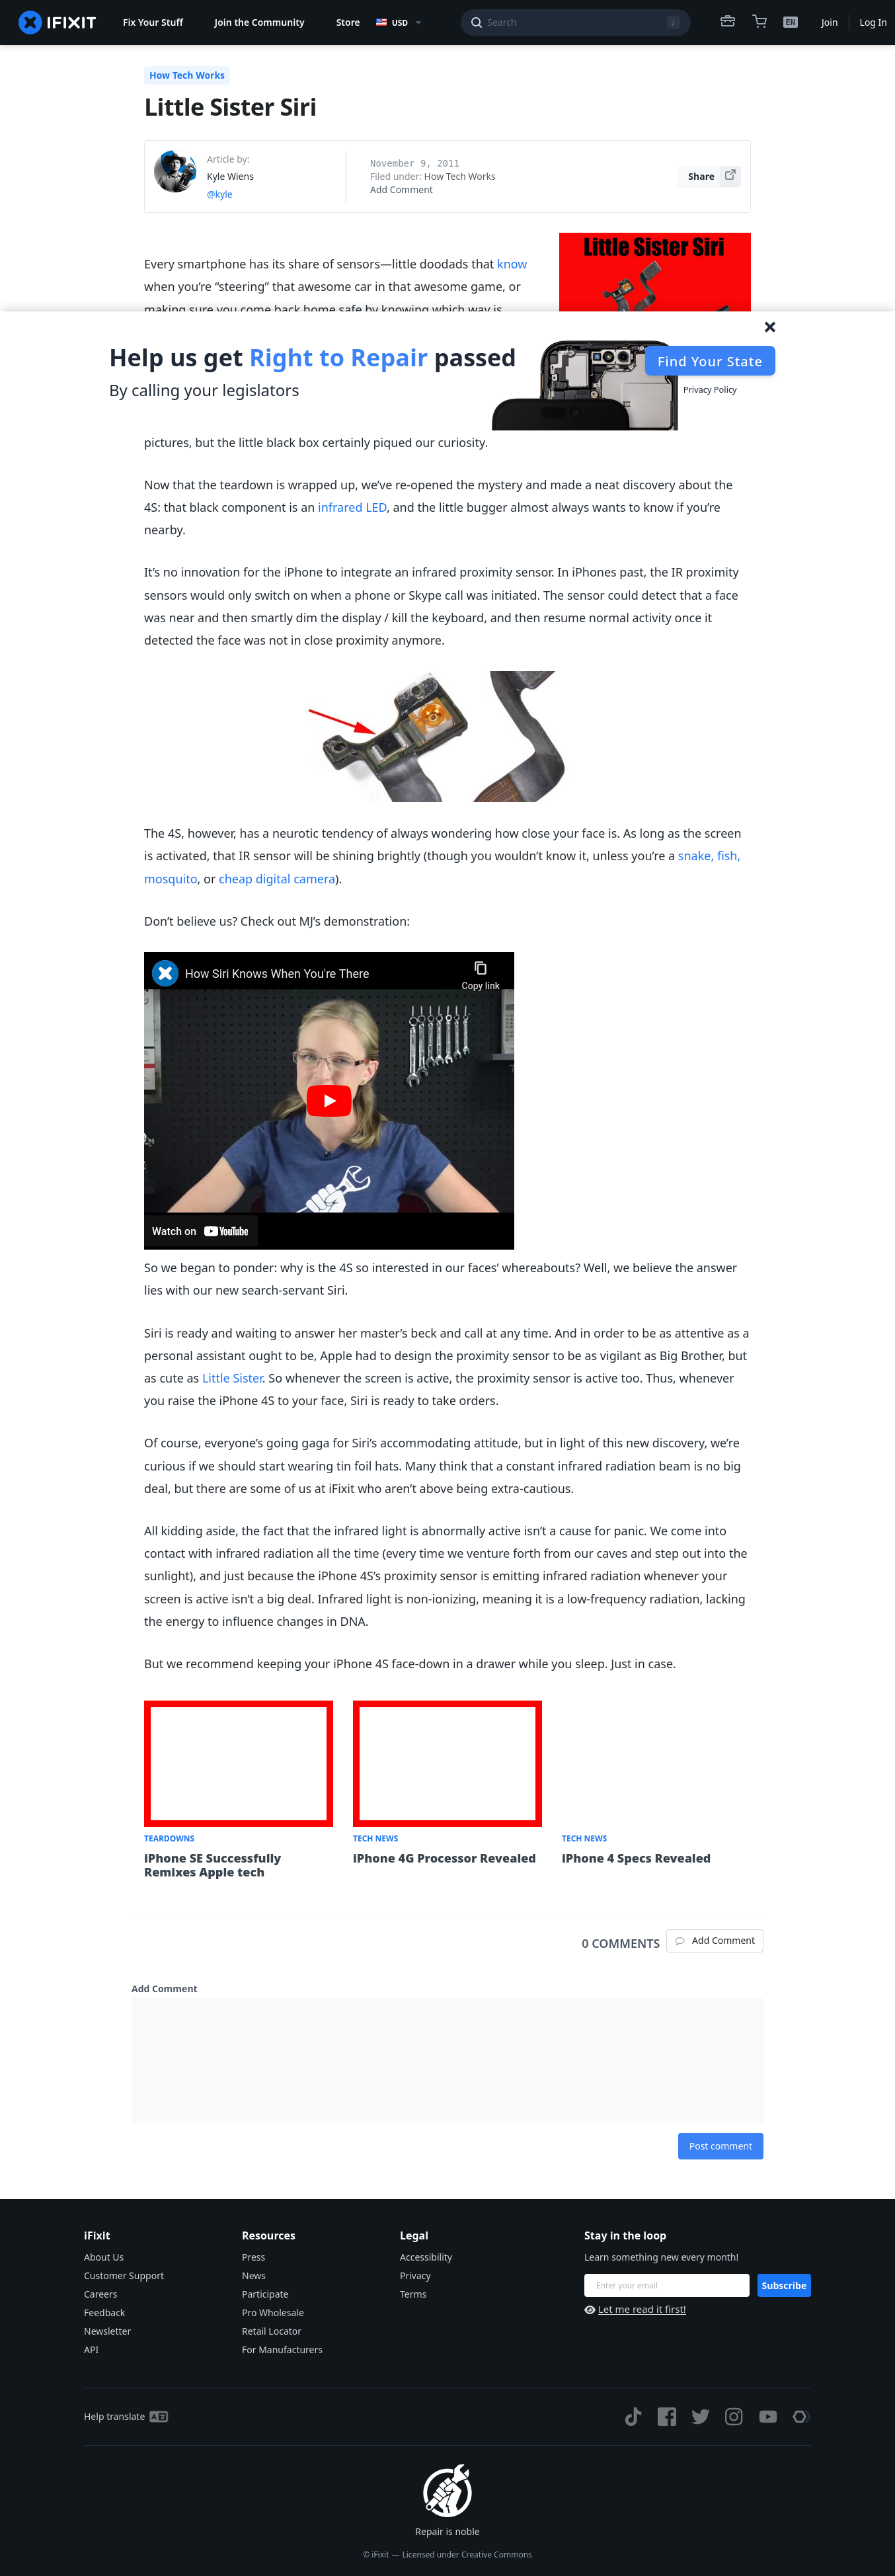 IFIXIT
Fix Your Stuff
Join the Community
Store
USD
Search
/
EN
Join
Log In
How Tech Works
Little Sister Siri
Article by:
Kyle Wiens
@kyle
November 9, 2011
Filed under: How Tech Works
Add Comment
Share
Little Sister Siri
Every smartphone has its share of sensors—little doodads that know
when you’re “steering” that awesome car in that awesome game, or
making sure you come back home safe by knowing which way is
Help us get Right to Repair passed
By calling your legislators
Find Your State
Privacy Policy
pictures, but the little black box certainly piqued our curiosity.
Now that the teardown is wrapped up, we’ve re-opened the mystery and made a neat discovery about the
4S: that black component is an infrared LED, and the little bugger almost always wants to know if you’re
nearby.
It’s no innovation for the iPhone to integrate an infrared proximity sensor. In iPhones past, the IR proximity
sensors would only switch on when a phone or Skype call was initiated. The sensor could detect that a face
was near and then smartly dim the display / kill the keyboard, and then resume normal activity once it
detected the face was not in close proximity anymore.
The 4S, however, has a neurotic tendency of always wondering how close your face is. As long as the screen
is activated, that IR sensor will be shining brightly (though you wouldn’t know it, unless you’re a snake, fish,
mosquito, or cheap digital camera).
Don’t believe us? Check out MJ’s demonstration:
How Siri Knows When You're There
Copy link
Watch on YouTube
So we began to ponder: why is the 4S so interested in our faces’ whereabouts? Well, we believe the answer
lies with our new search-servant Siri.
Siri is ready and waiting to answer her master’s beck and call at any time. And in order to be as attentive as a
personal assistant ought to be, Apple had to design the proximity sensor to be as vigilant as Big Brother, but
as cute as Little Sister. So whenever the screen is active, the proximity sensor is active too. Thus, whenever
you raise the iPhone 4S to your face, Siri is ready to take orders.
Of course, everyone’s going gaga for Siri’s accommodating attitude, but in light of this new discovery, we’re
curious if we should start wearing tin foil hats. Many think that a constant infrared radiation beam is no big
deal, but there are some of us at iFixit who aren’t above being extra-cautious.
All kidding aside, the fact that the infrared light is abnormally active isn’t a cause for panic. We come into
contact with infrared radiation all the time (every time we venture forth from our caves and step out into the
sunlight), and just because the iPhone 4S’s proximity sensor is emitting infrared radiation whenever your
screen is active isn’t a big deal. Infrared light is non-ionizing, meaning it is a low-frequency radiation, lacking
the energy to influence changes in DNA.
But we recommend keeping your iPhone 4S face-down in a drawer while you sleep. Just in case.
TEARDOWNS
iPhone SE Successfully
Remixes Apple tech
TECH NEWS
iPhone 4G Processor Revealed
TECH NEWS
iPhone 4 Specs Revealed
0 COMMENTS
Add Comment
Add Comment
Post comment
iFixit
About Us
Customer Support
Careers
Feedback
Newsletter
API
Resources
Press
News
Participate
Pro Wholesale
Retail Locator
For Manufacturers
Legal
Accessibility
Privacy
Terms
Stay in the loop
Learn something new every month!
Enter your email
Subscribe
Let me read it first!
Help translate
Repair is noble
© iFixit — Licensed under Creative Commons